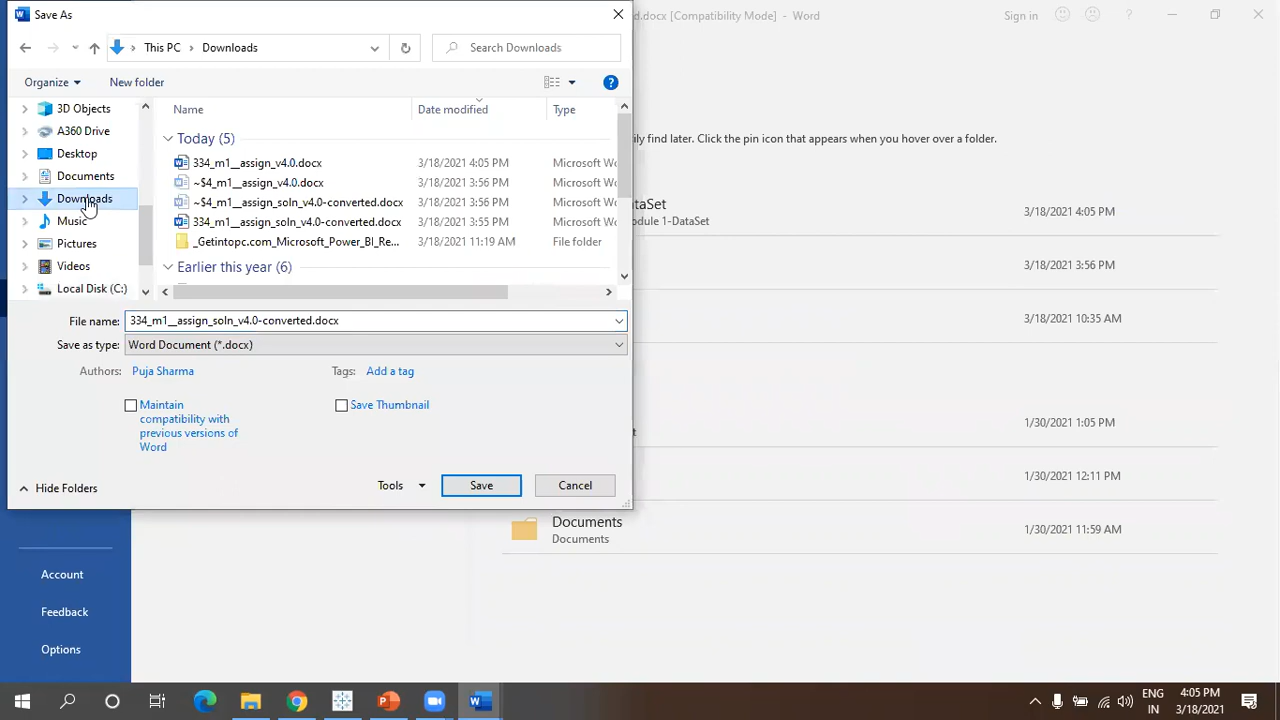 Save As
d.docx [Compatibility Mode] - Word
Sign in
?
This PC
Downloads
Search Downloads
Organize
New folder
?
3D Objects
A360 Drive
Desktop
Documents
Downloads
Music
Pictures
Videos
Local Disk (C:)
Name
Date modified
Type
Today (5)
334_m1__assign_v4.0.docx 3/18/2021 4:05 PM Microsoft Wo
~$4_m1__assign_v4.0.docx 3/18/2021 3:56 PM Microsoft Wo
~$4_m1__assign_soln_v4.0-converted.docx 3/18/2021 3:56 PM Microsoft Wo
334_m1__assign_soln_v4.0-converted.docx 3/18/2021 3:55 PM Microsoft Wo
_Getintopc.com_Microsoft_Power_BI_Re... 3/18/2021 11:19 AM File folder
Earlier this year (6)
File name: 334_m1__assign_soln_v4.0-converted.docx
Save as type: Word Document (*.docx)
Authors: Puja Sharma
Tags: Add a tag
Maintain
compatibility with
previous versions of
Word
Save Thumbnail
Hide Folders
Tools
Save
Cancel
ily find later. Click the pin icon that appears when you hover over a folder.
taSet
odule 1-DataSet
3/18/2021 4:05 PM
3/18/2021 3:56 PM
3/18/2021 10:35 AM
t
1/30/2021 1:05 PM
1/30/2021 12:11 PM
Documents
Documents
1/30/2021 11:59 AM
Account
Feedback
Options
ENG
IN
4:05 PM
3/18/2021